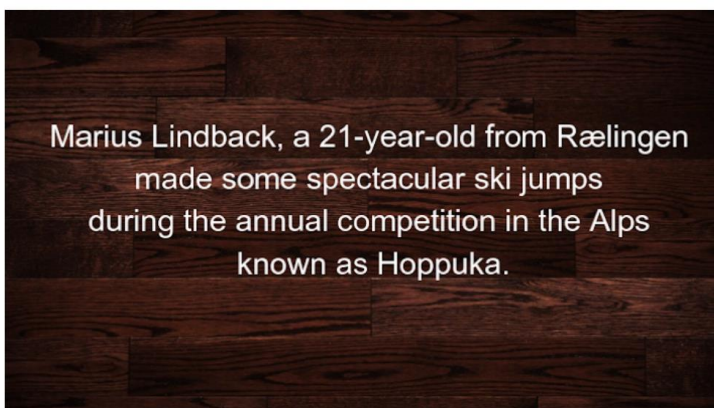 Marius Lindback, a 21-year-old from Rælingen
made some spectacular ski jumps
during the annual competition in the Alps
known as Hoppuka.